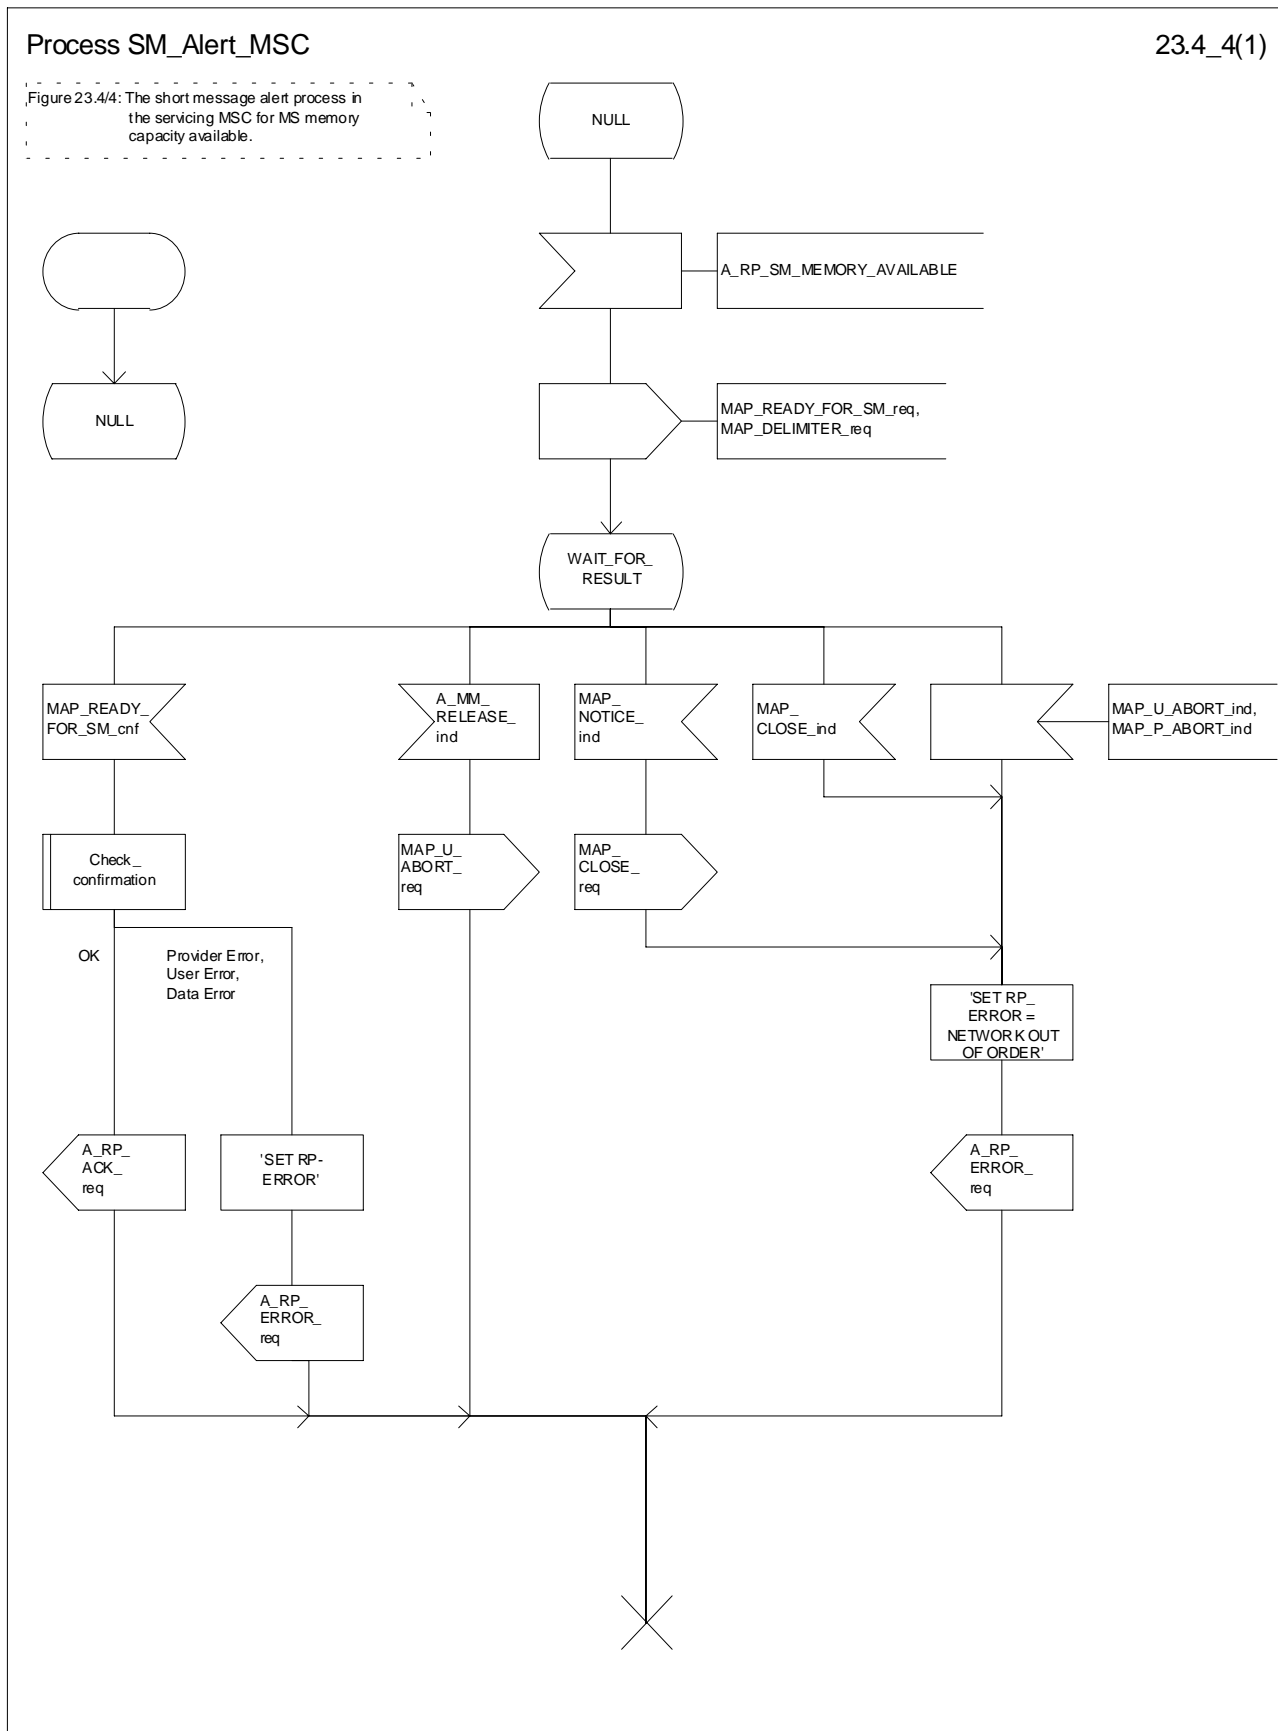 Process SM_Alert_MSC
23.4_4(1)
Figure 23.4/4: The short message alert process in
the servicing MSC for MS memory
capacity available.
NULL
A_RP_SM_MEMORY_AVAILABLE
NULL
MAP_READY_FOR_SM_req,
MAP_DELIMITER_req
WAIT_FOR_
RESULT
MAP_READY_
FOR_SM_cnf
A_MM_
RELEASE_
ind
MAP_
NOTICE_
ind
MAP_
CLOSE_ind
MAP_U_ABORT_ind,
MAP_P_ABORT_ind
Check_
confirmation
MAP_U_
ABORT_
req
MAP_
CLOSE_
req
OK
Provider Error,
User Error,
Data Error
'SET RP_
ERROR =
NETWORK OUT
OF ORDER'
A_RP_
ACK_
req
'SET RP-
ERROR'
A_RP_
ERROR_
req
A_RP_
ERROR_
req